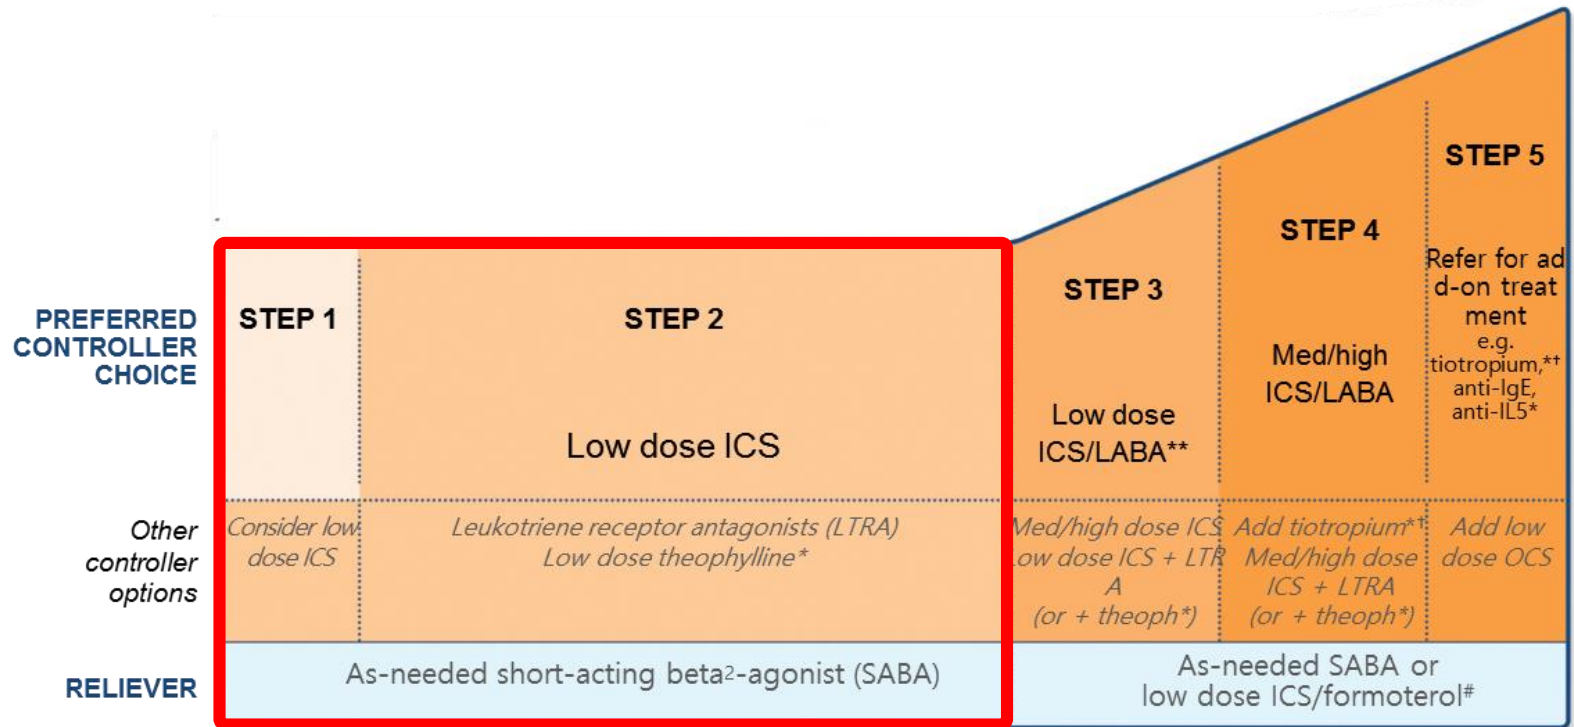 PREFERRED
CONTROLLER
CHOICE
STEP 1
STEP 2
Low dose ICS
STEP 3
Low dose
ICS/LABA**
STEP 4
Med/high
ICS/LABA
STEP 5
Refer for ad
d-on treat
ment
e.g.
tiotropium,*†
anti-IgE,
anti-IL5*
Other
controller
options
Consider low
dose ICS
Leukotriene receptor antagonists (LTRA)
Low dose theophylline*
Med/high dose ICS
Low dose ICS + LTR
A
(or + theoph*)
Add tiotropium*†
Med/high dose
ICS + LTRA
(or + theoph*)
Add low
dose OCS
RELIEVER
As-needed short-acting beta2-agonist (SABA)
As-needed SABA or
low dose ICS/formoterol#